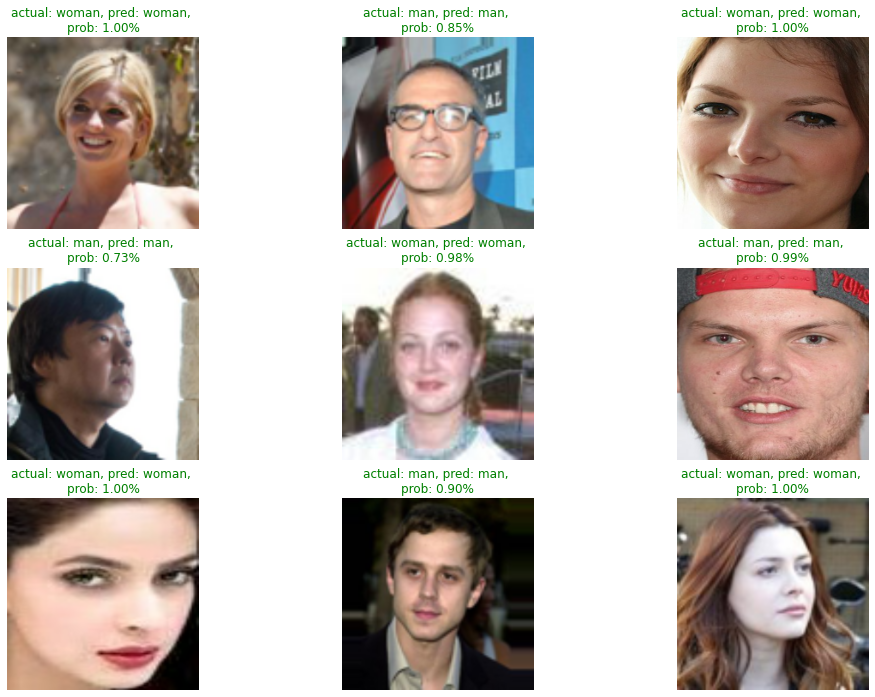 actual: woman, pred: woman,
prob: 1.00%
actual: man, pred: man,
prob: 0.85%
actual: woman, pred: woman,
prob: 1.00%
FILM
actual: man, pred: man,
prob: 0.73%
actual: woman, pred: woman,
prob: 0.98%
actual: man, pred: man,
prob: 0.99%
actual: woman, pred: woman,
prob: 1.00%
actual: man, pred: man,
prob: 0.90%
actual: woman, pred: woman,
prob: 1.00%